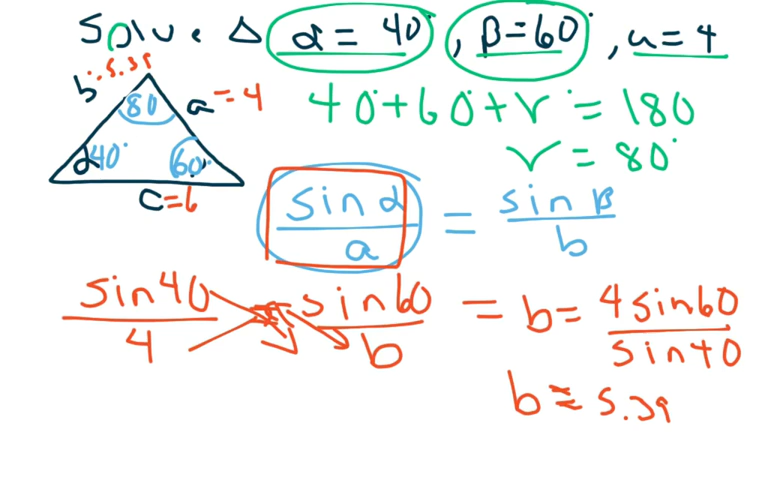 Solve Δ α = 40°, β = 60°, a = 4
b ≈ 5.39
80
a = 4
α 40°
60°
c = 6
40° + 60° + γ° = 180
γ = 80°
sin α / a = sin β / b
sin 40 / 4 = sin 60 / b = b = 4 sin 60 / sin 40
b ≈ 5.39